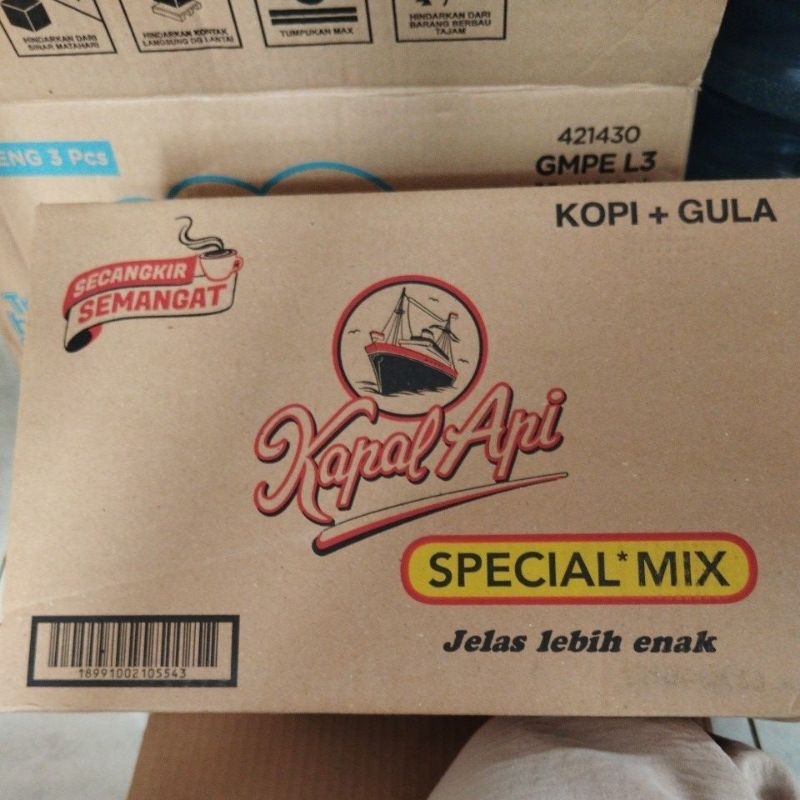 HINDARKAN DARI
SINAR MATAHARI
HINDARKAN KONTAK
LANGSUNG DG LANTAI
TUMPUKAN MAX
HINDARKAN DARI
BARANG BERBAU
TAJAM
ENG 3 Pcs
421430
GMPE L3
KOPI + GULA
SECANGKIR
SEMANGAT
Kapal Api
SPECIAL* MIX
Jelas lebih enak
18991002105543